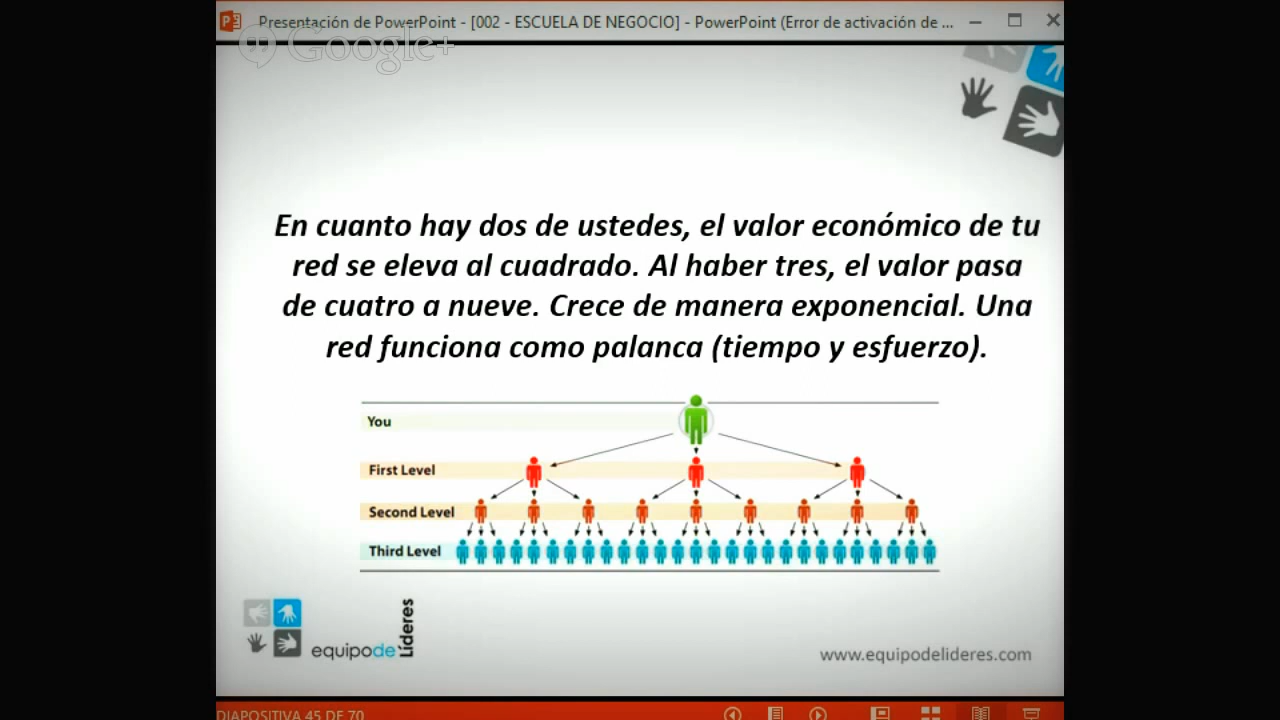 Presentación de PowerPoint - [002 - ESCUELA DE NEGOCIO] - PowerPoint (Error de activación de ...
Google+
En cuanto hay dos de ustedes, el valor económico de tu
red se eleva al cuadrado. Al haber tres, el valor pasa
de cuatro a nueve. Crece de manera exponencial. Una
red funciona como palanca (tiempo y esfuerzo).
You
First Level
Second Level
Third Level
equipode
Líderes
www.equipodelideres.com
DIAPOSITIVA 45 DE 70